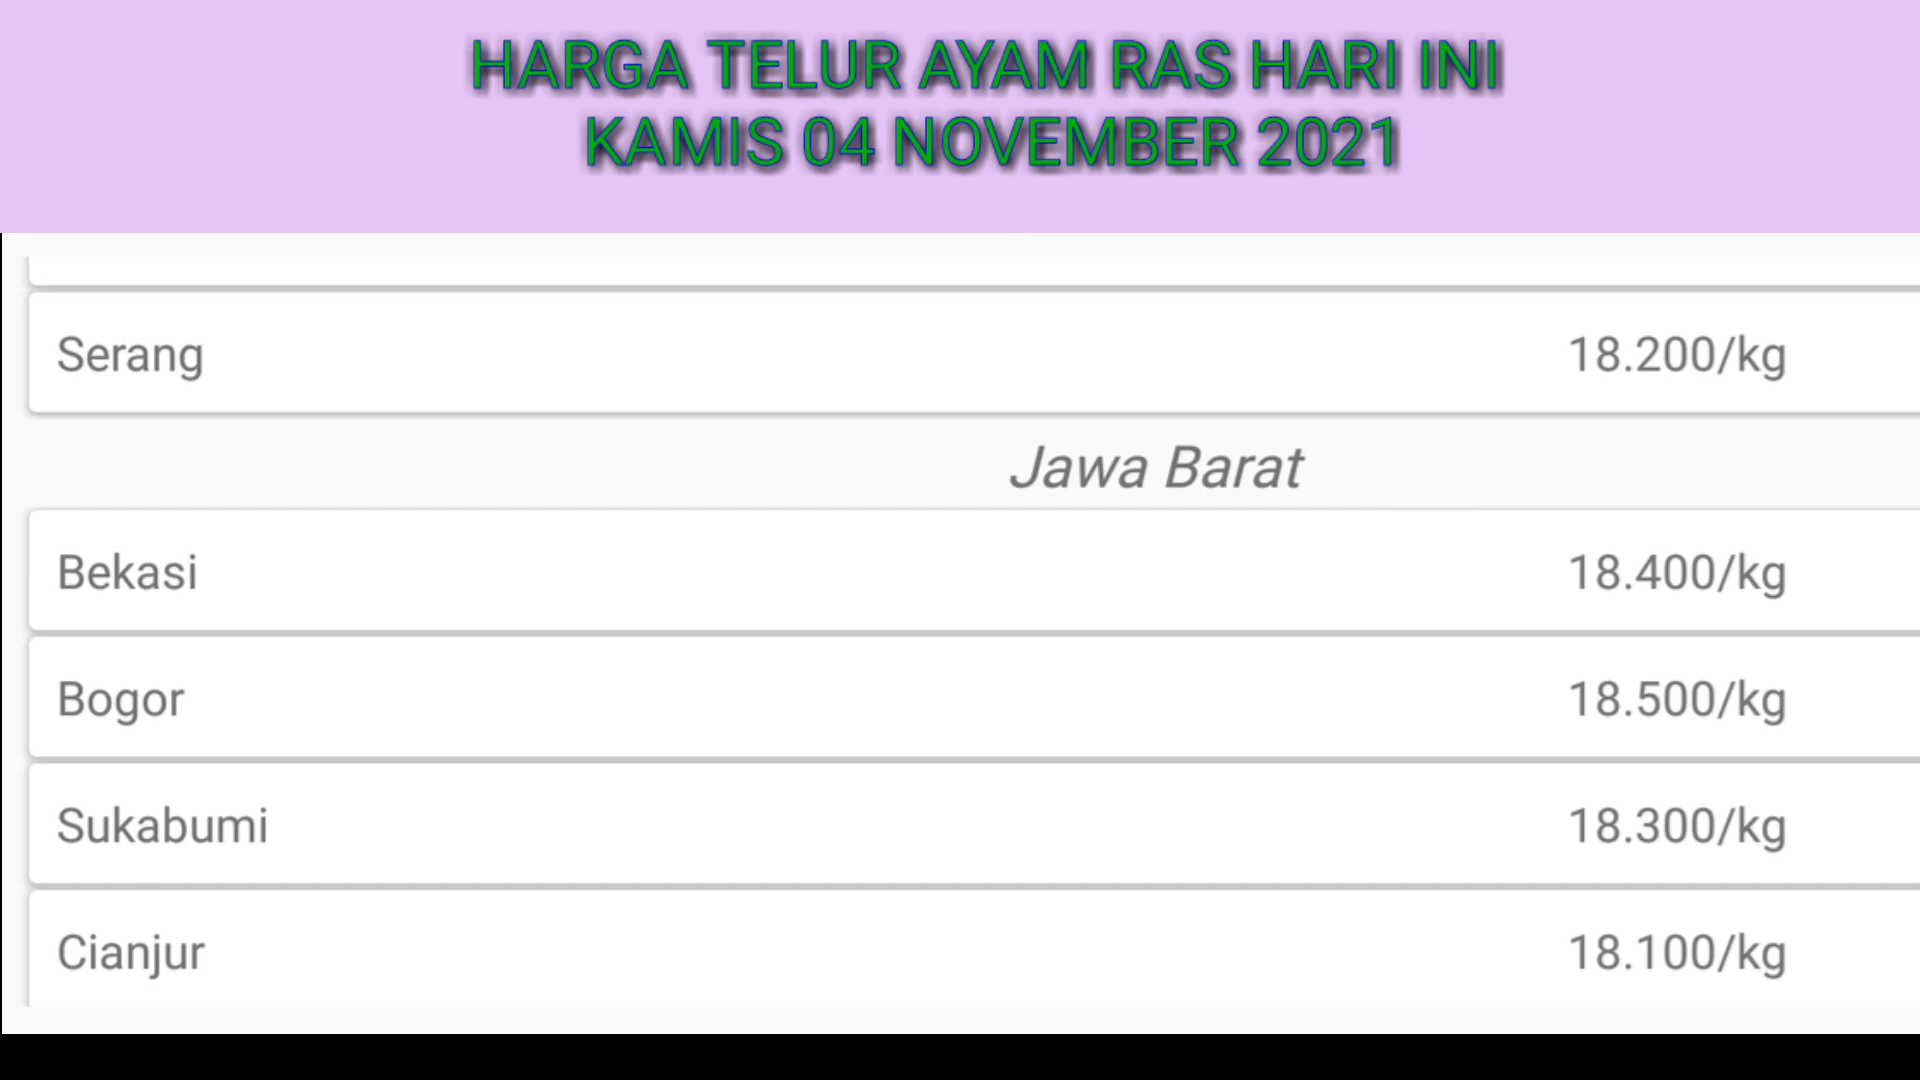 HARGA TELUR AYAM RAS HARI INI
KAMIS 04 NOVEMBER 2021
Serang 18.200/kg
Jawa Barat
Bekasi 18.400/kg
Bogor 18.500/kg
Sukabumi 18.300/kg
Cianjur 18.100/kg